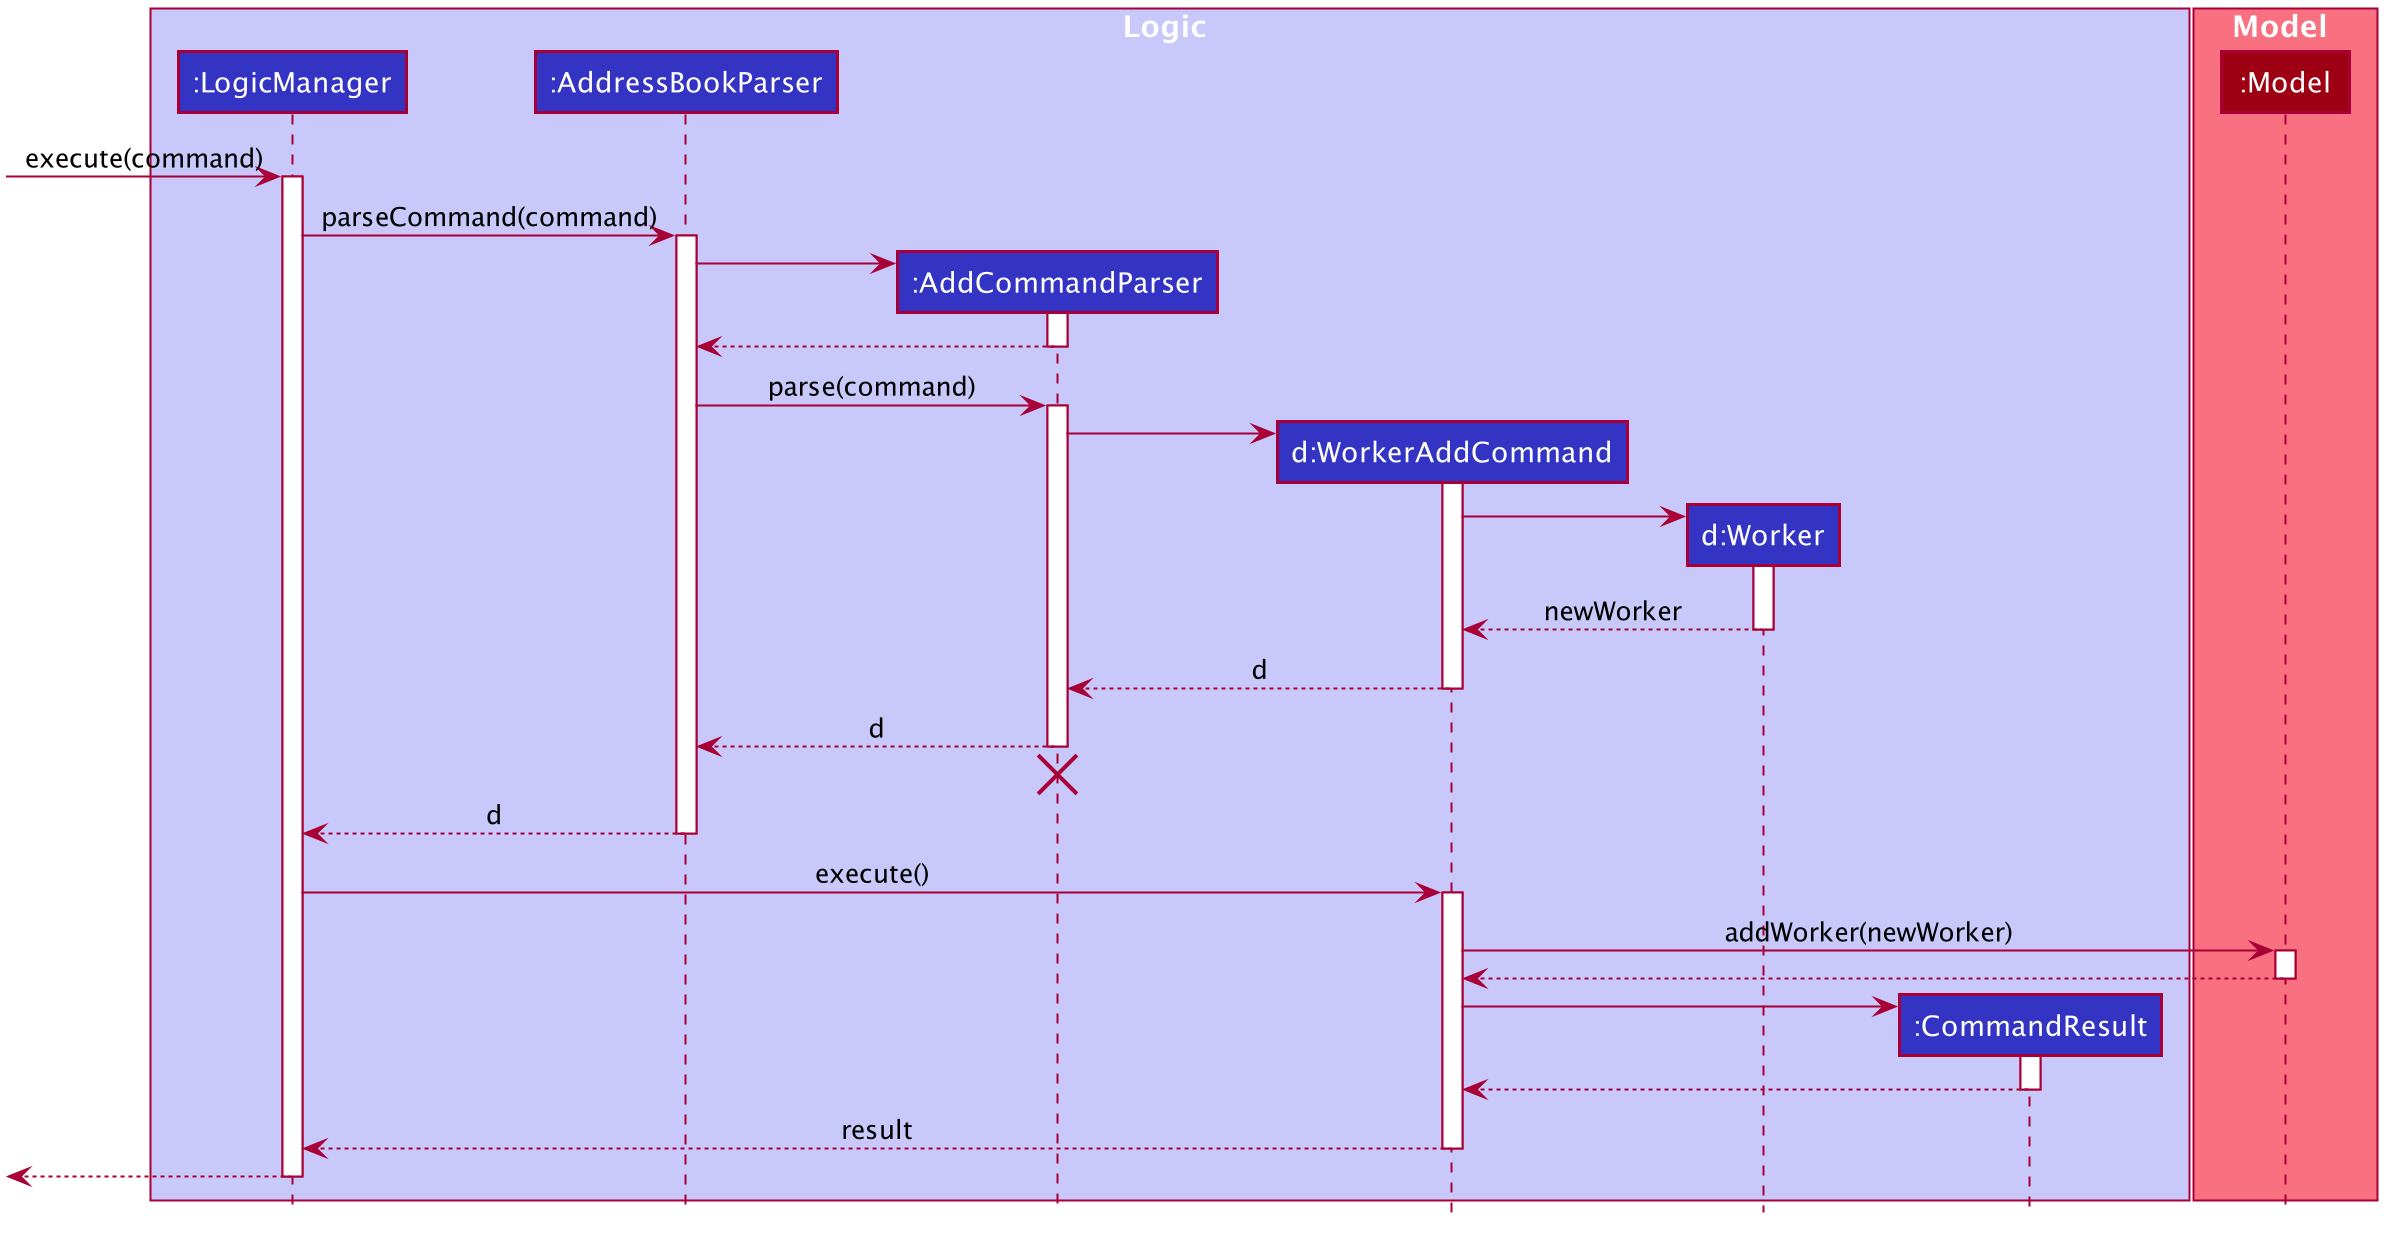 Logic
Model
:LogicManager
:AddressBookParser
:Model
execute(command)
parseCommand(command)
:AddCommandParser
parse(command)
d:WorkerAddCommand
d:Worker
newWorker
d
d
d
execute()
addWorker(newWorker)
:CommandResult
result